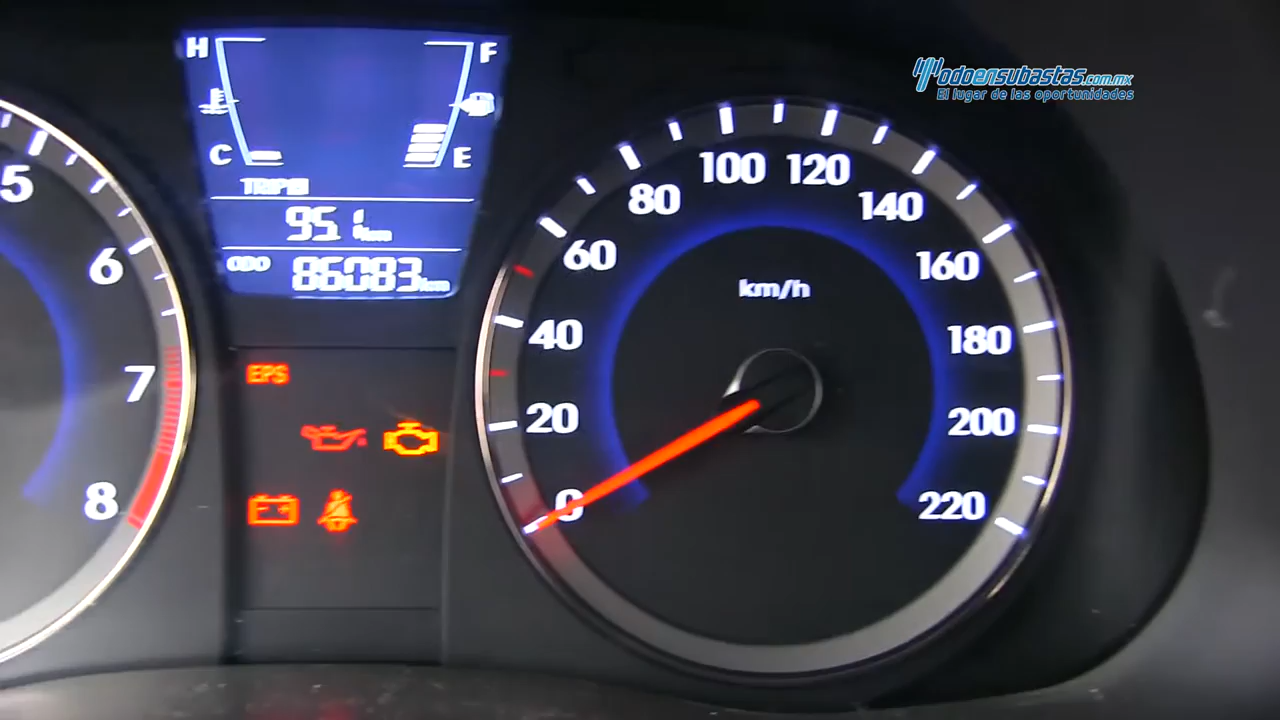 Modoensubastas.com.mx
El lugar de las oportunidades
H F
C E
TRIP
95.1 km
ODO 86083 km
EPS
5
6
7
8
km/h
0
20
40
60
80
100
120
140
160
180
200
220